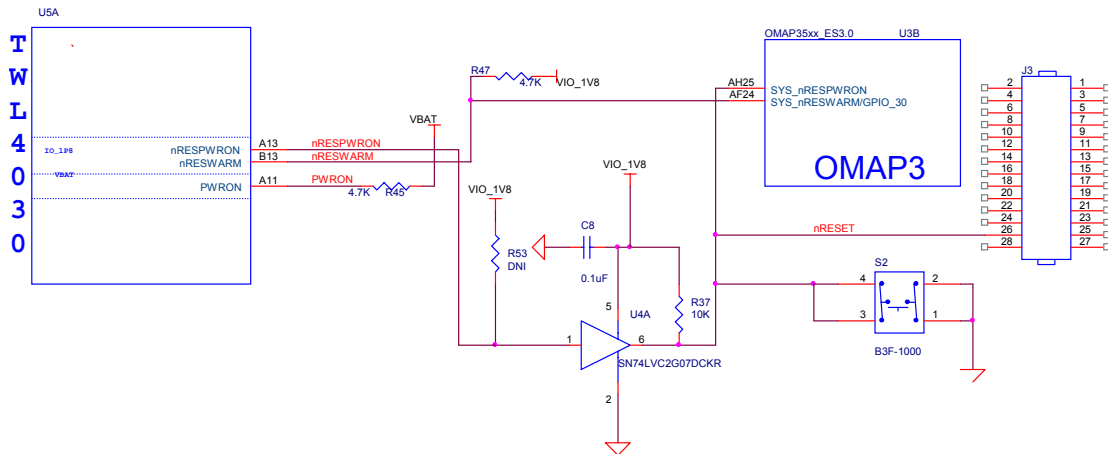 U5A
T
W
L
4
0
3
0
IO_1P8
VBAT
nRESPWRON
nRESWARM
PWRON
A13
B13
A11
nRESPWRON
nRESWARM
PWRON
4.7K
R45
VBAT
R47
4.7K
VIO_1V8
VIO_1V8
R53
DNI
C8
0.1uF
VIO_1V8
5
U4A
1
6
SN74LVC2G07DCKR
2
R37
10K
OMAP35xx_ES3.0
U3B
AH25
AF24
SYS_nRESPWRON
SYS_nRESWARM/GPIO_30
OMAP3
nRESET
J3
2 1
4 3
6 5
8 7
10 9
12 11
14 13
16 15
18 17
20 19
22 21
24 23
26 25
28 27
S2
4 2
3 1
B3F-1000